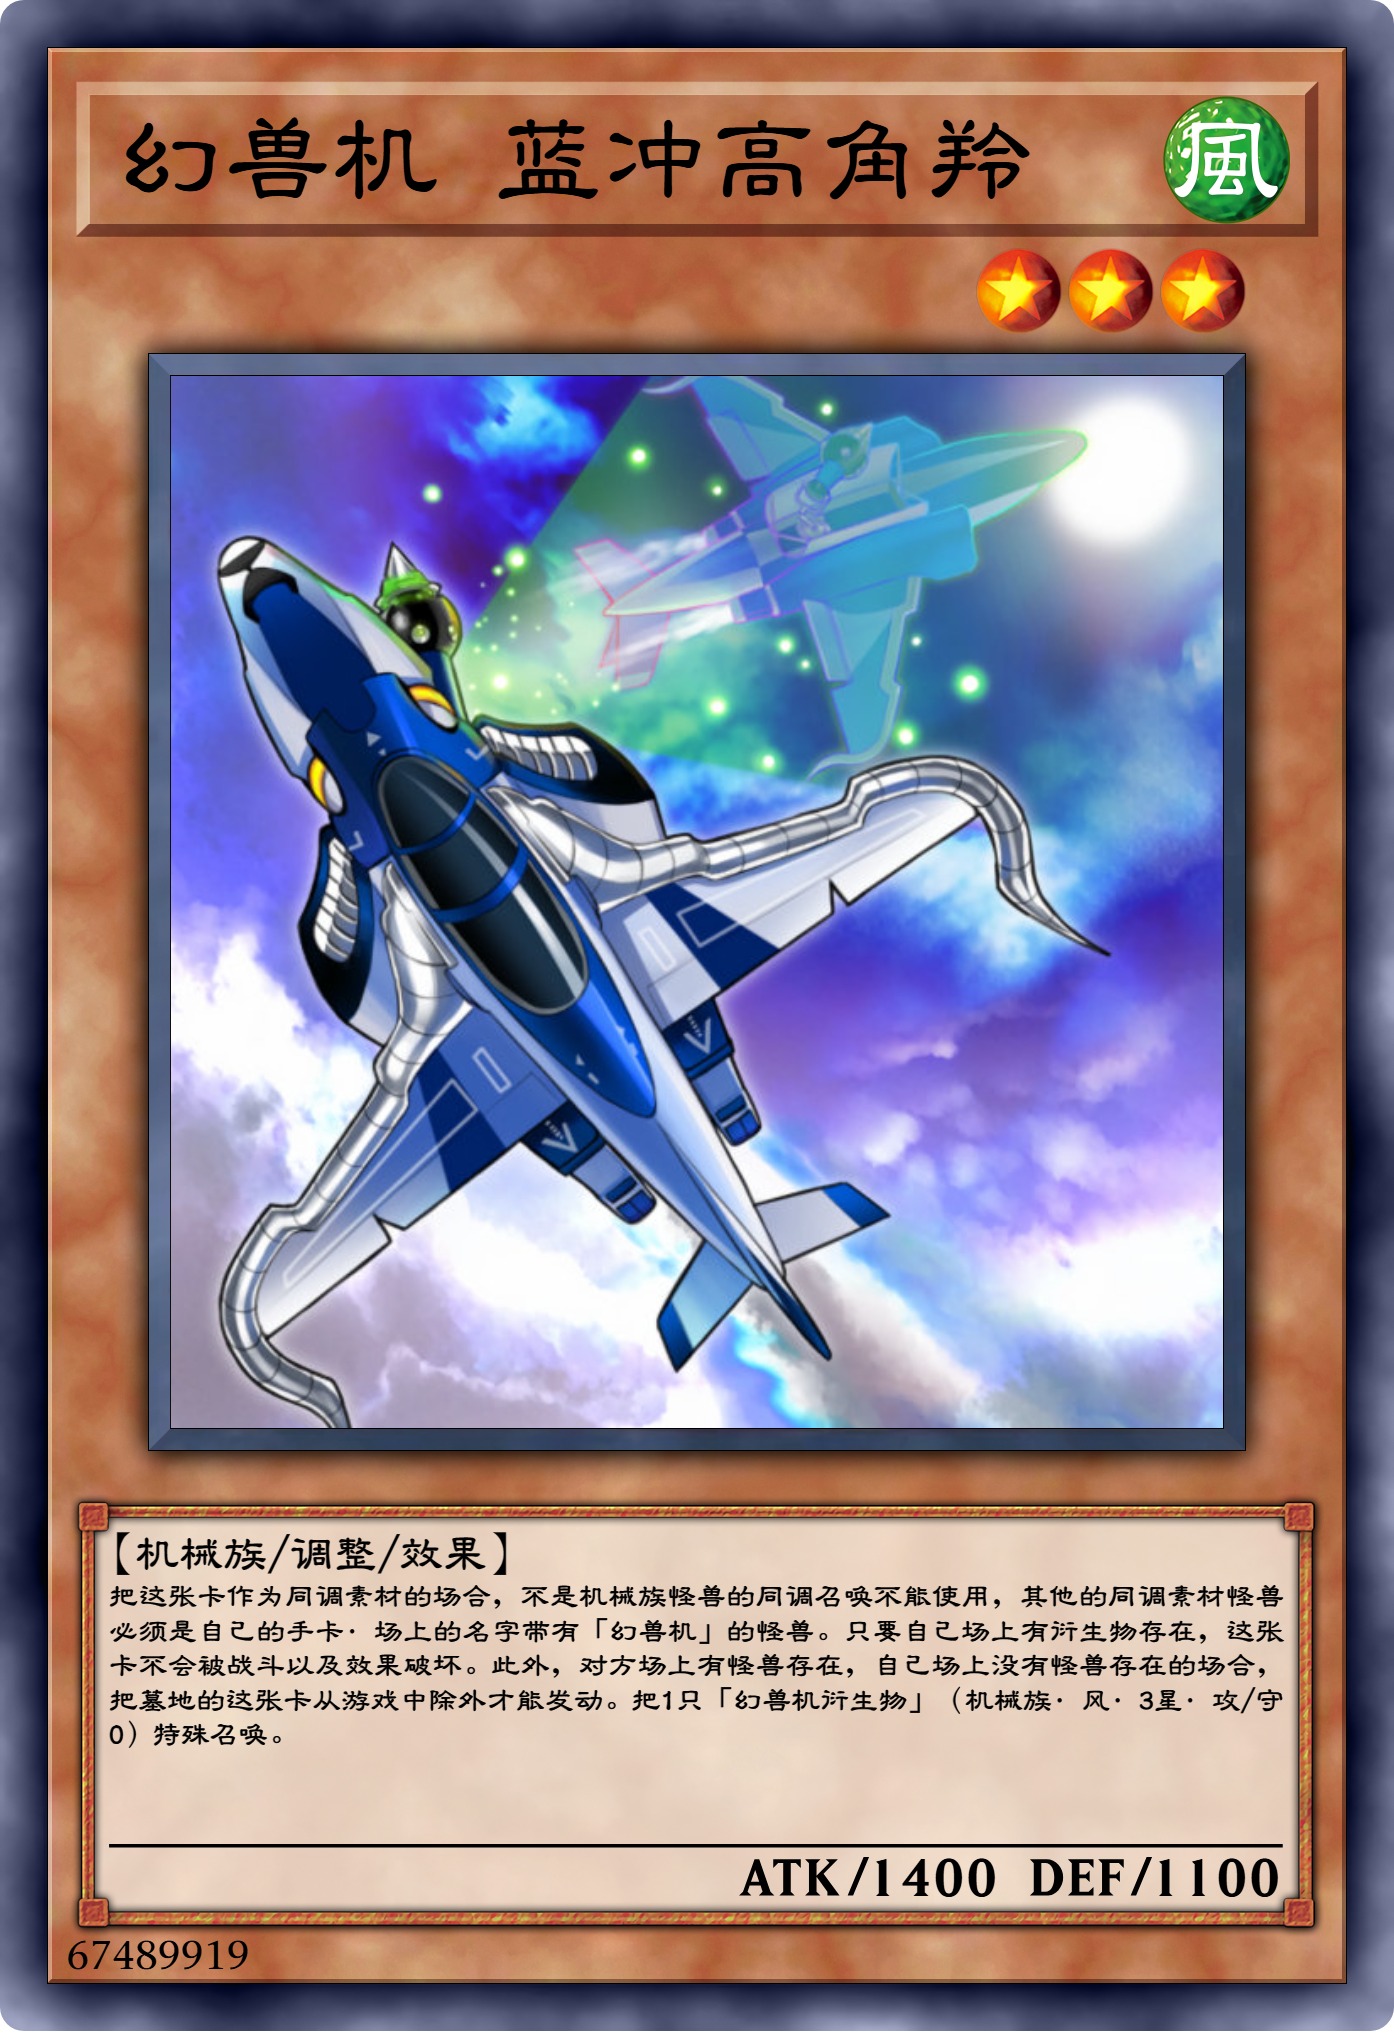 幻兽机 蓝冲高角羚
風
【机械族/调整/效果】
把这张卡作为同调素材的场合，不是机械族怪兽的同调召唤不能使用，其他的同调素材怪兽
必须是自己的手卡·场上的名字带有「幻兽机」的怪兽。只要自己场上有衍生物存在，这张
卡不会被战斗以及效果破坏。此外，对方场上有怪兽存在，自己场上没有怪兽存在的场合，
把墓地的这张卡从游戏中除外才能发动。把1只「幻兽机衍生物」（机械族·风·3星·攻/守
0）特殊召唤。
ATK/1400 DEF/1100
67489919